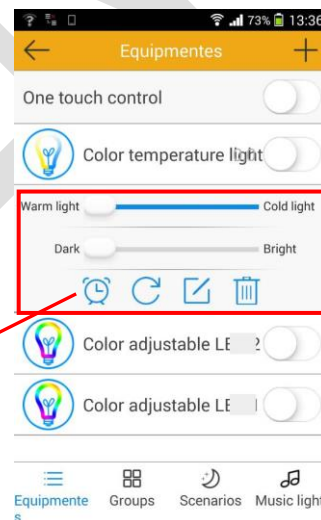 73% 13:36
Equipmentes
One touch control
Color temperature light
Warm light Cold light
Dark Bright
Color adjustable LE 2
Color adjustable LE
Equipmente
s
Groups Scenarios Music light